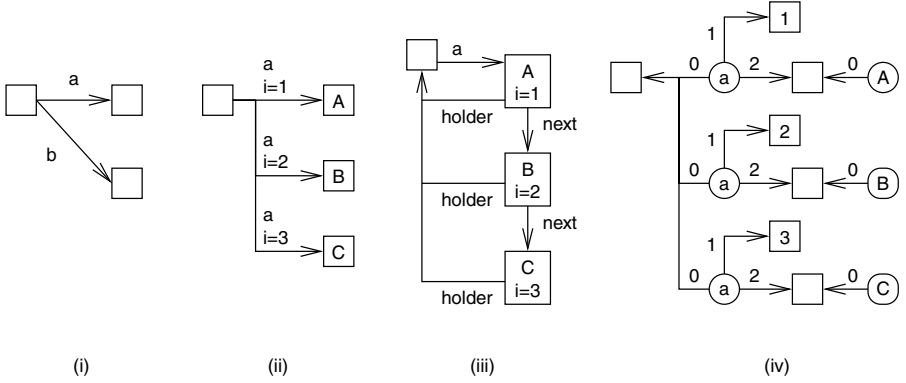 a
b
(i)
a
i=1
A
a
i=2
B
a
i=3
C
(ii)
a
A
i=1
holder
next
B
i=2
holder
next
C
i=3
holder
(iii)
1
1
0
a
2
0
A
1
2
0
a
2
0
B
1
3
0
a
2
0
C
(iv)